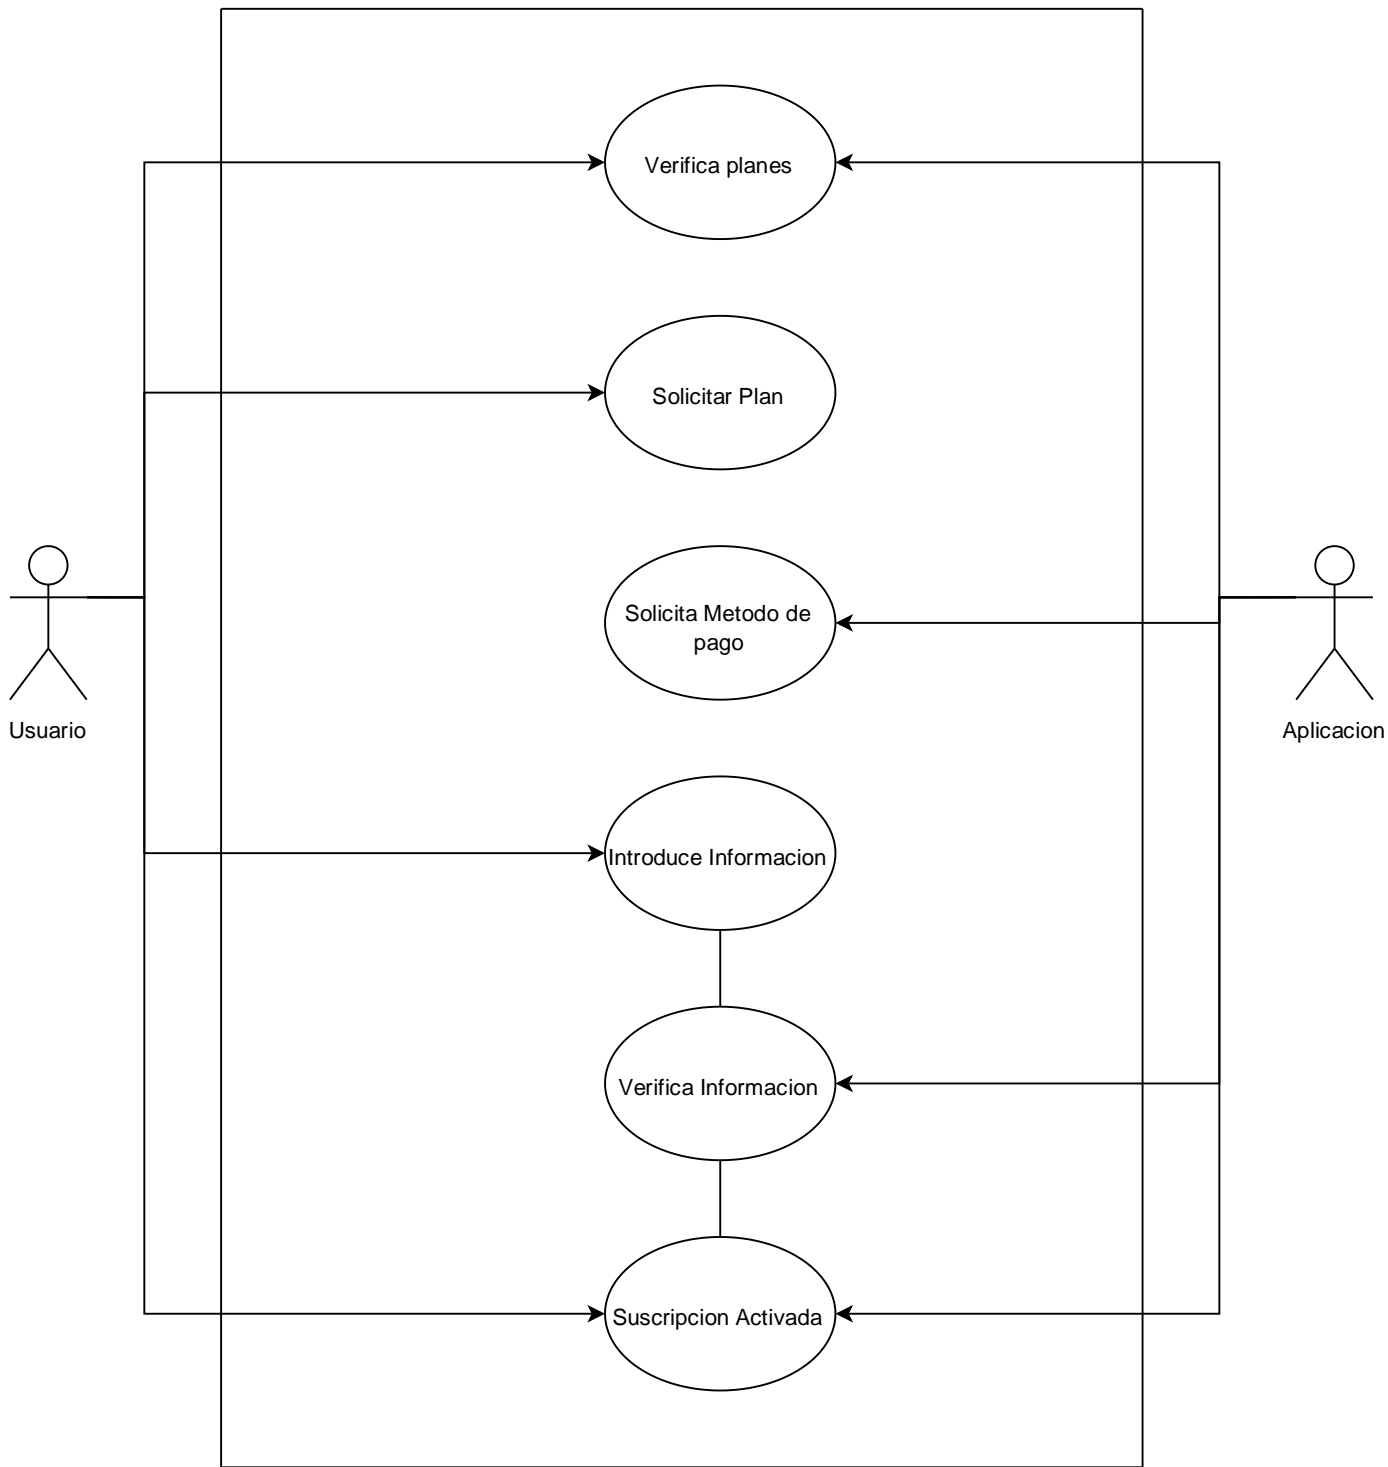 Verifica planes
Solicitar Plan
Solicita Metodo de
pago
Usuario
Aplicacion
Introduce Informacion
Verifica Informacion
Suscripcion Activada